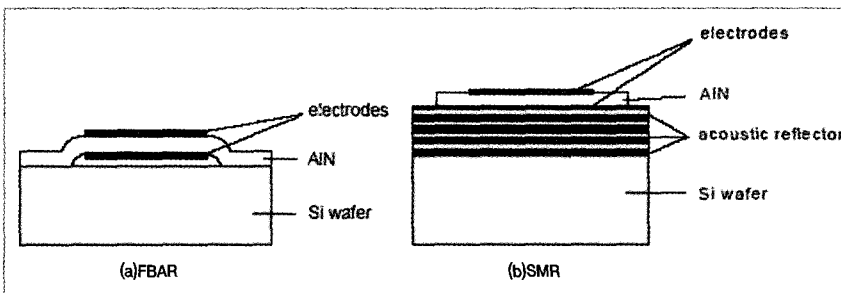 electrodes
AlN
Si wafer
(a)FBAR
electrodes
AlN
acoustic reflector
Si wafer
(b)SMR